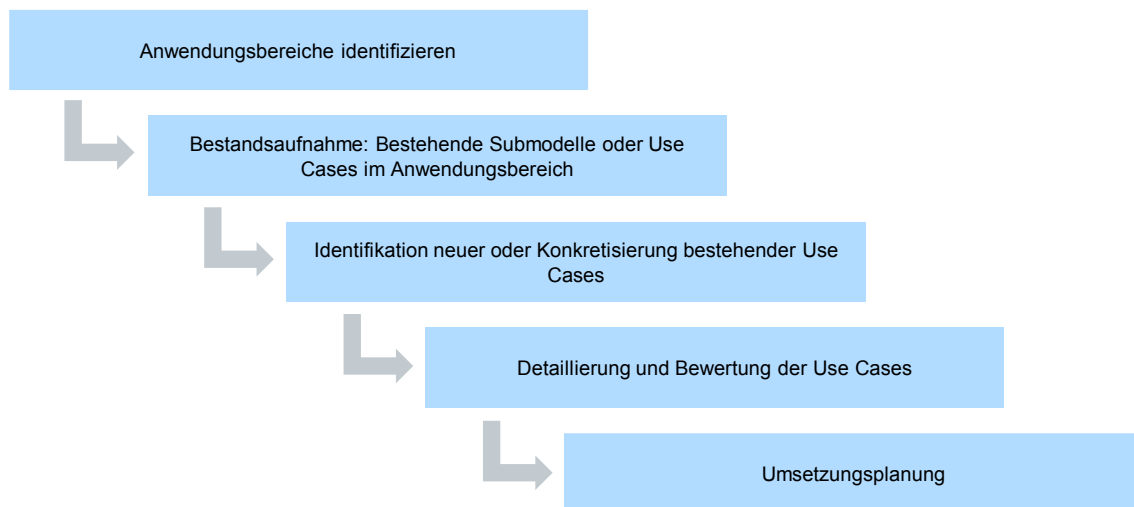 Anwendungsbereiche identifizieren
Bestandsaufnahme: Bestehende Submodelle oder Use
Cases im Anwendungsbereich
Identifikation neuer oder Konkretisierung bestehender Use
Cases
Detaillierung und Bewertung der Use Cases
Umsetzungsplanung